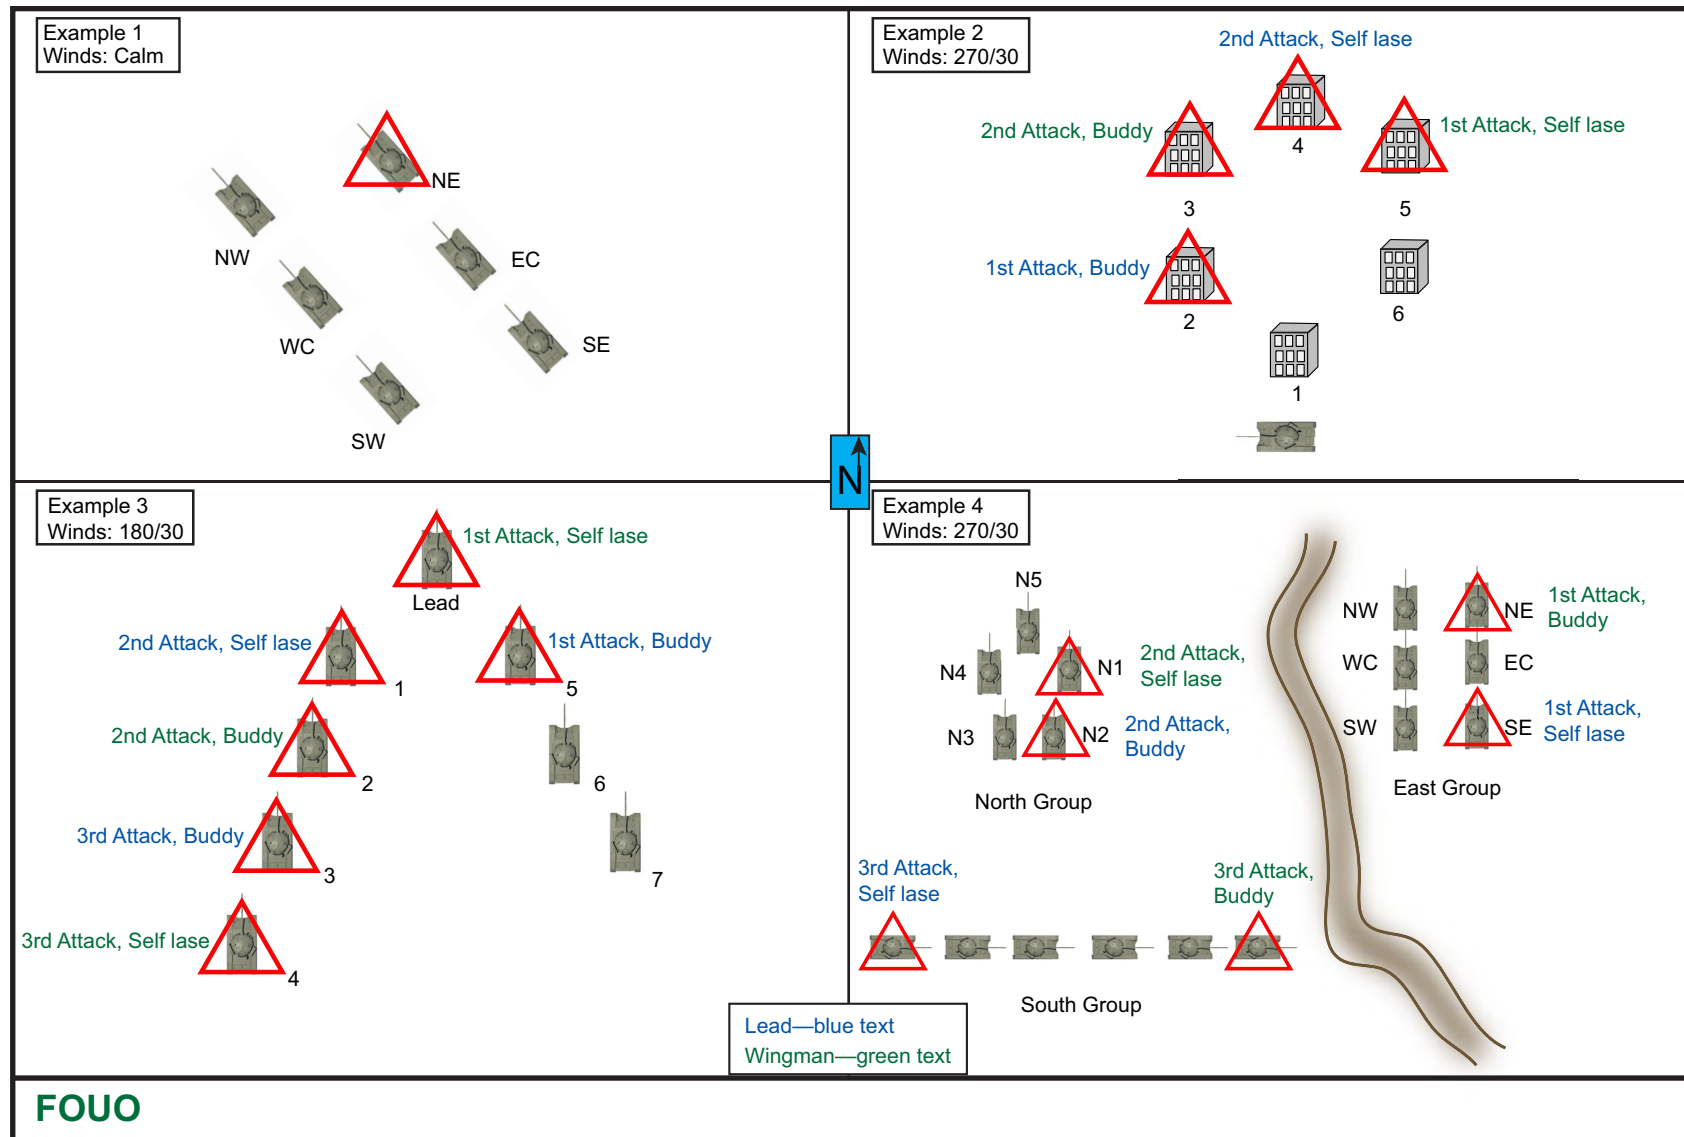 Example 1
Winds: Calm
NE
NW
EC
WC
SE
SW
Example 2
Winds: 270/30
2nd Attack, Self lase
2nd Attack, Buddy
1st Attack, Self lase
4
3
5
1st Attack, Buddy
2
6
1
N
Example 3
Winds: 180/30
1st Attack, Self lase
Lead
2nd Attack, Self lase
1st Attack, Buddy
1
5
2nd Attack, Buddy
2
6
3rd Attack, Buddy
3
7
3rd Attack, Self lase
4
Example 4
Winds: 270/30
N5
N4
N1
2nd Attack,
Self lase
N3
N2
2nd Attack,
Buddy
North Group
NW
NE
1st Attack,
Buddy
WC
EC
SW
SE
1st Attack,
Self lase
East Group
3rd Attack,
Self lase
3rd Attack,
Buddy
South Group
Lead—blue text
Wingman—green text
FOUO